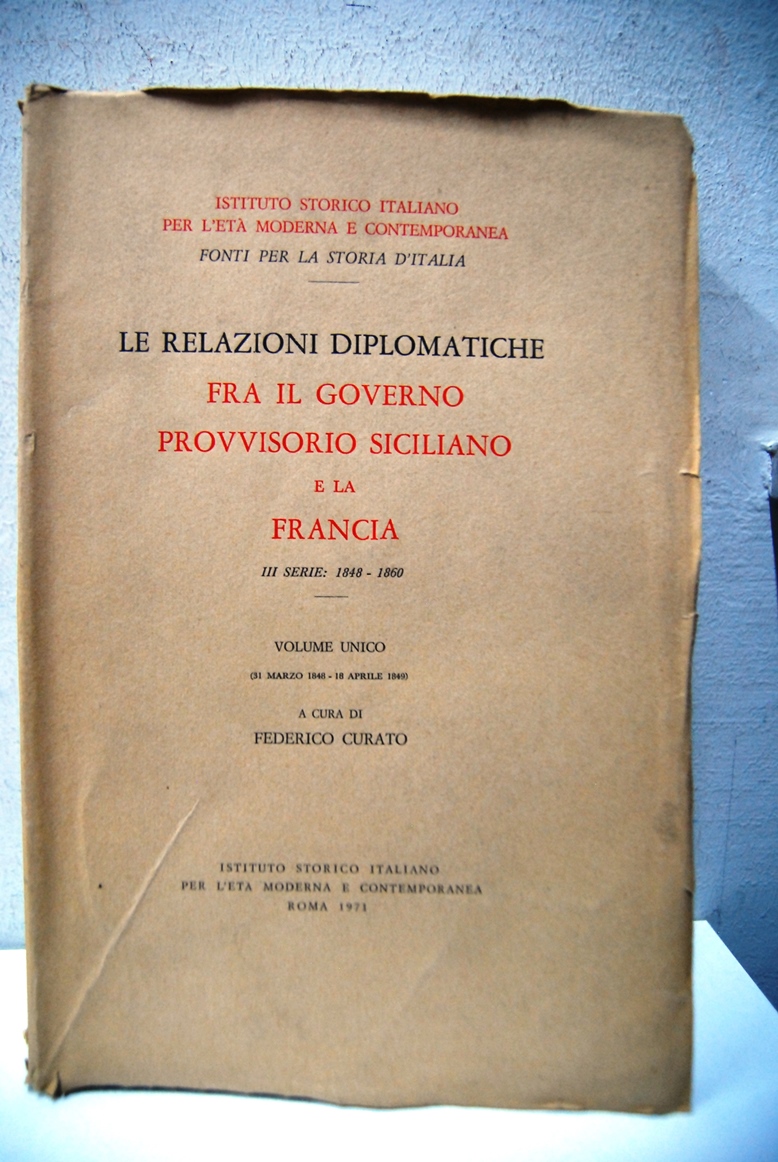 ISTITUTO STORICO ITALIANO
PER L'ETÀ MODERNA E CONTEMPORANEA
FONTI PER LA STORIA D'ITALIA
LE RELAZIONI DIPLOMATICHE
FRA IL GOVERNO
PROVVISORIO SICILIANO
E LA
FRANCIA
III SERIE: 1848 - 1860
VOLUME UNICO
(31 MARZO 1848 - 18 APRILE 1849)
A CURA DI
FEDERICO CURATO
ISTITUTO STORICO ITALIANO
PER L'ETÀ MODERNA E CONTEMPORANEA
ROMA 1971